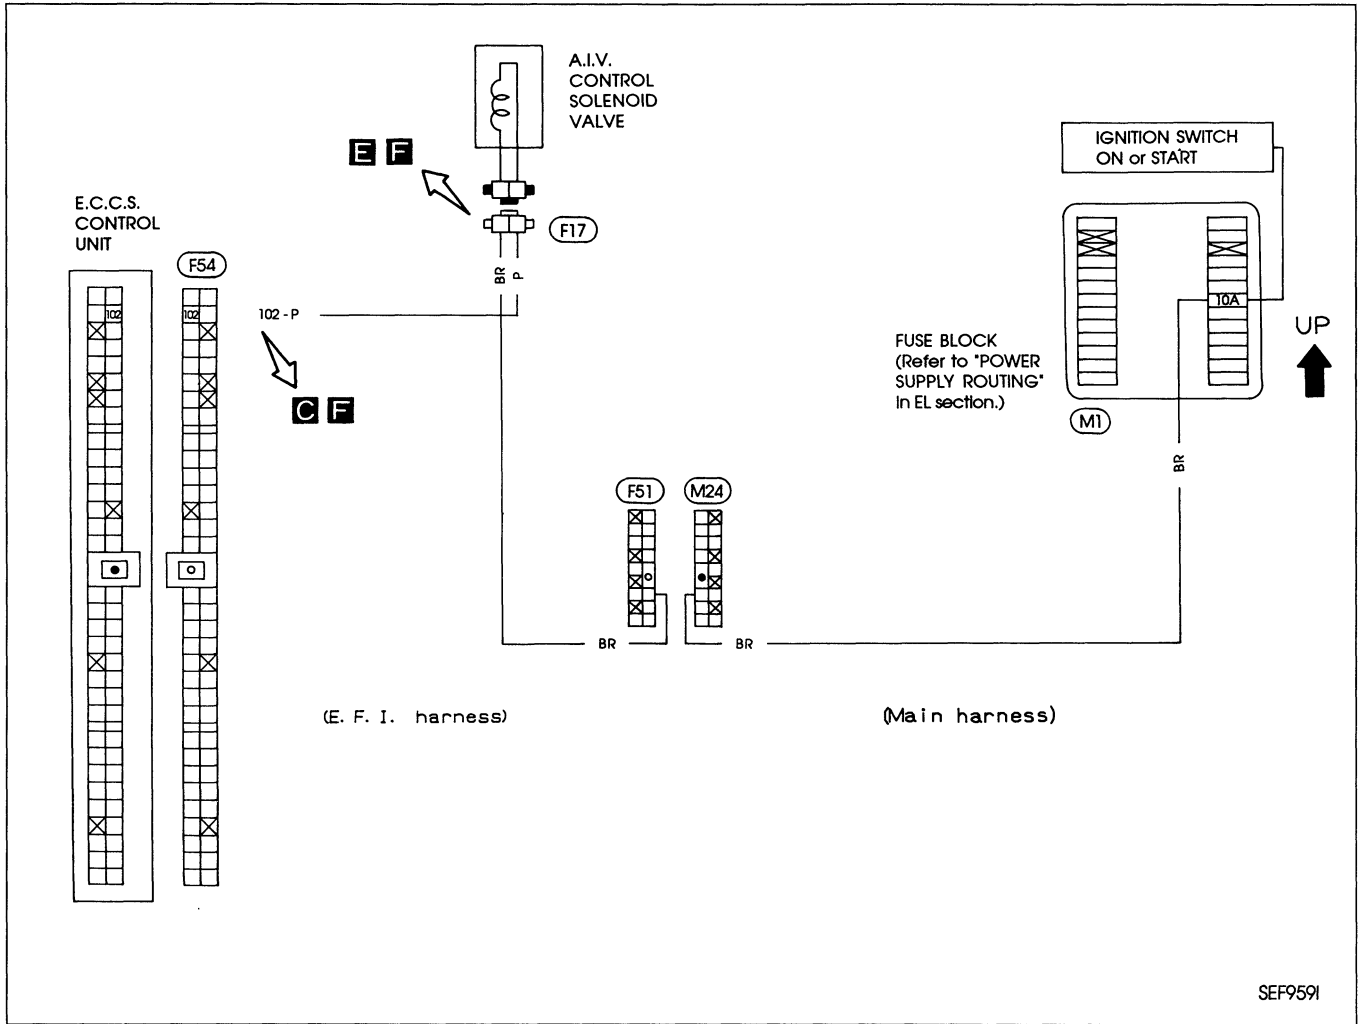 A.I.V.
CONTROL
SOLENOID
VALVE
IGNITION SWITCH
ON or START
E F
E.C.C.S.
CONTROL
UNIT
F17
F54
BR P
102
102
102 - P
10A
UP
FUSE BLOCK
(Refer to "POWER
SUPPLY ROUTING"
in EL section.)
C F
M1
BR
F51 M24
BR BR
(E. F. I. harness)
(Main harness)
SEF959I